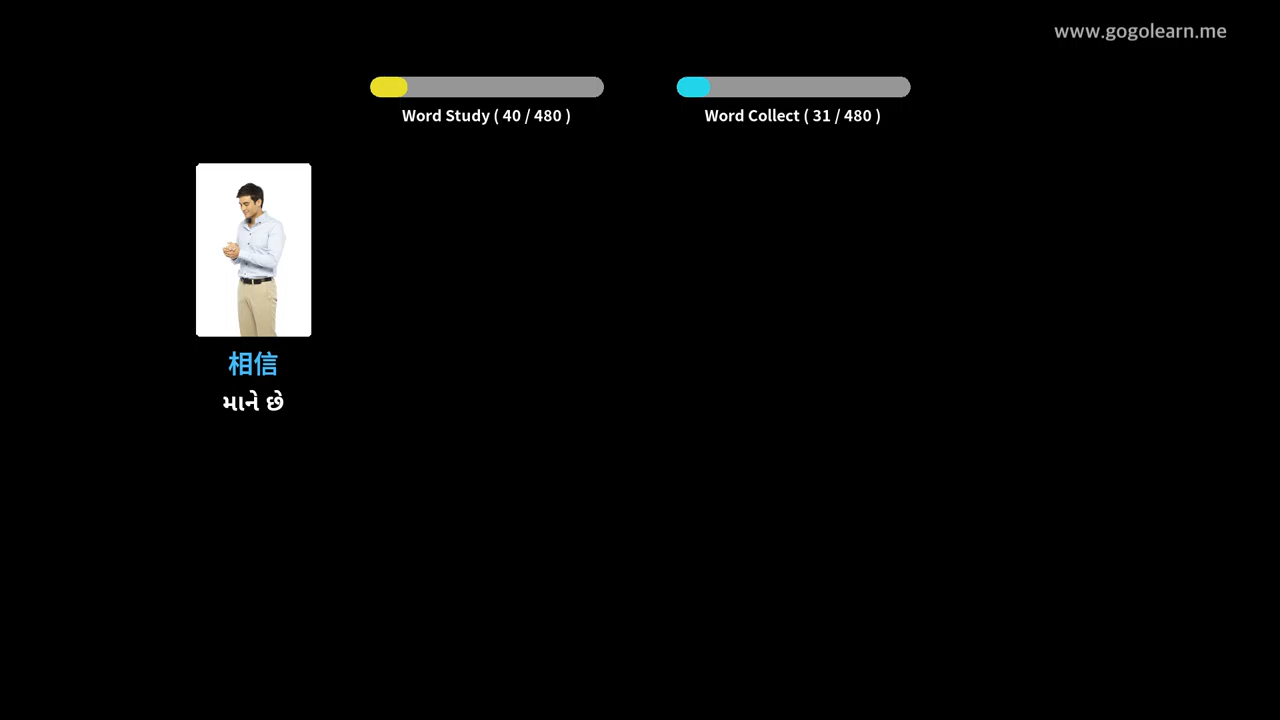 www.gogolearn.me
Word Study ( 40 / 480 )
Word Collect ( 31 / 480 )
相信
માને છે